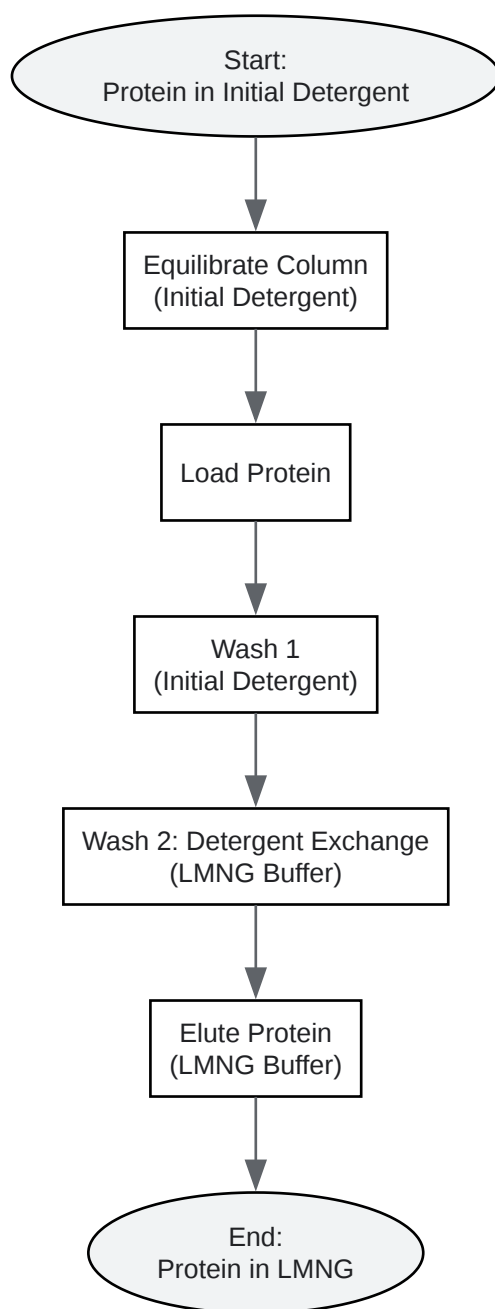 Start:
Protein in Initial Detergent
Equilibrate Column
(Initial Detergent)
Load Protein
Wash 1
(Initial Detergent)
Wash 2: Detergent Exchange
(LMNG Buffer)
Elute Protein
(LMNG Buffer)
End:
Protein in LMNG